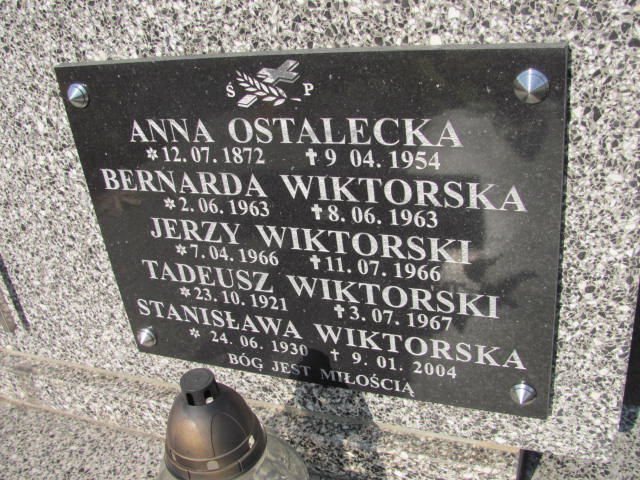 Ś P
ANNA OSTALECKA
* 12. 07. 1872 ✝ 9 04. 1954
BERNARDA WIKTORSKA
* 2. 06. 1963 ✝ 8. 06. 1963
JERZY WIKTORSKI
* 7. 04. 1966 ✝ 11. 07. 1966
TADEUSZ WIKTORSKI
* 23. 10. 1921 ✝ 3. 07. 1967
STANISŁAWA WIKTORSKA
* 24. 06. 1930 ✝ 9. 01. 2004
BÓG JEST MIŁOŚCIĄ